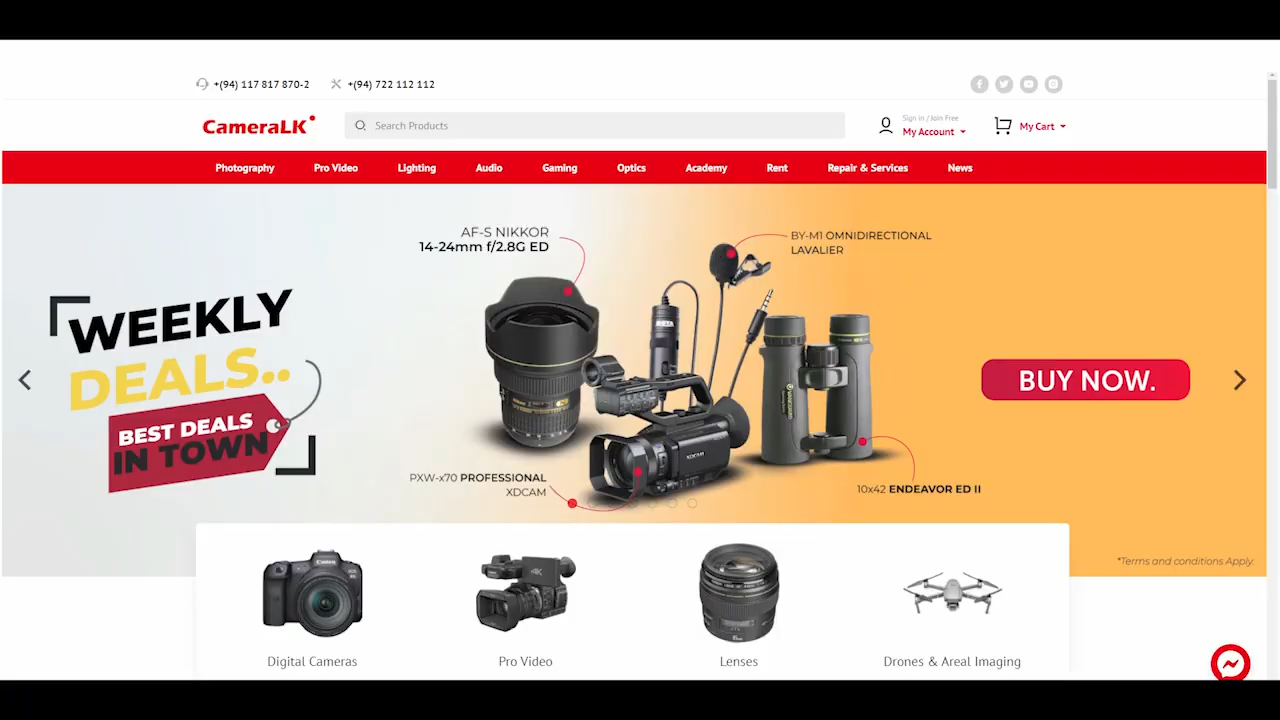 +(94) 117 817 870-2
+(94) 722 112 112
CameraLK
Search Products
Sign in / Join Free
My Account
My Cart
Photography
Pro Video
Lighting
Audio
Gaming
Optics
Academy
Rent
Repair & Services
News
AF-S NIKKOR
14-24mm f/2.8G ED
BY-M1 OMNIDIRECTIONAL
LAVALIER
WEEKLY
DEALS..
BEST DEALS
IN TOWN
BUY NOW.
XDCAM
PXW-x70 PROFESSIONAL
XDCAM
10x42 ENDEAVOR ED II
*Terms and conditions Apply.
Canon
4K
Digital Cameras
Pro Video
Lenses
Drones & Areal Imaging